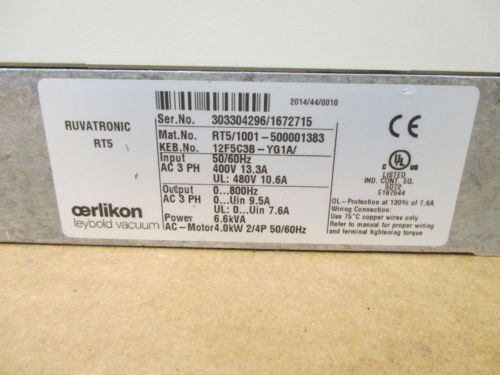 RUVATRONIC
RT5
oerlikon
leybold vacuum
2014/44/0010
Ser.No. 303304296/1672715
Mat.No. RT5/1001-500001383
KEB.No. 12F5C3B-YG1A/
Input 50/60Hz
AC 3 PH 400V 13.3A
UL: 480V 10.6A
Output 0...800Hz
AC 3 PH 0...Uin 9.5A
UL: 0...Uin 7.6A
Power 6.6kVA
AC-Motor4.0kW 2/4P 50/60Hz
CE
C UL US
LISTED
IND. CONT. EQ.
5D72
E167544
OL-Protection at 130% of 7.6A
Wiring Connection:
Use 75°C copper wires only
Refer to manual for proper wiring
and terminal tightening torque